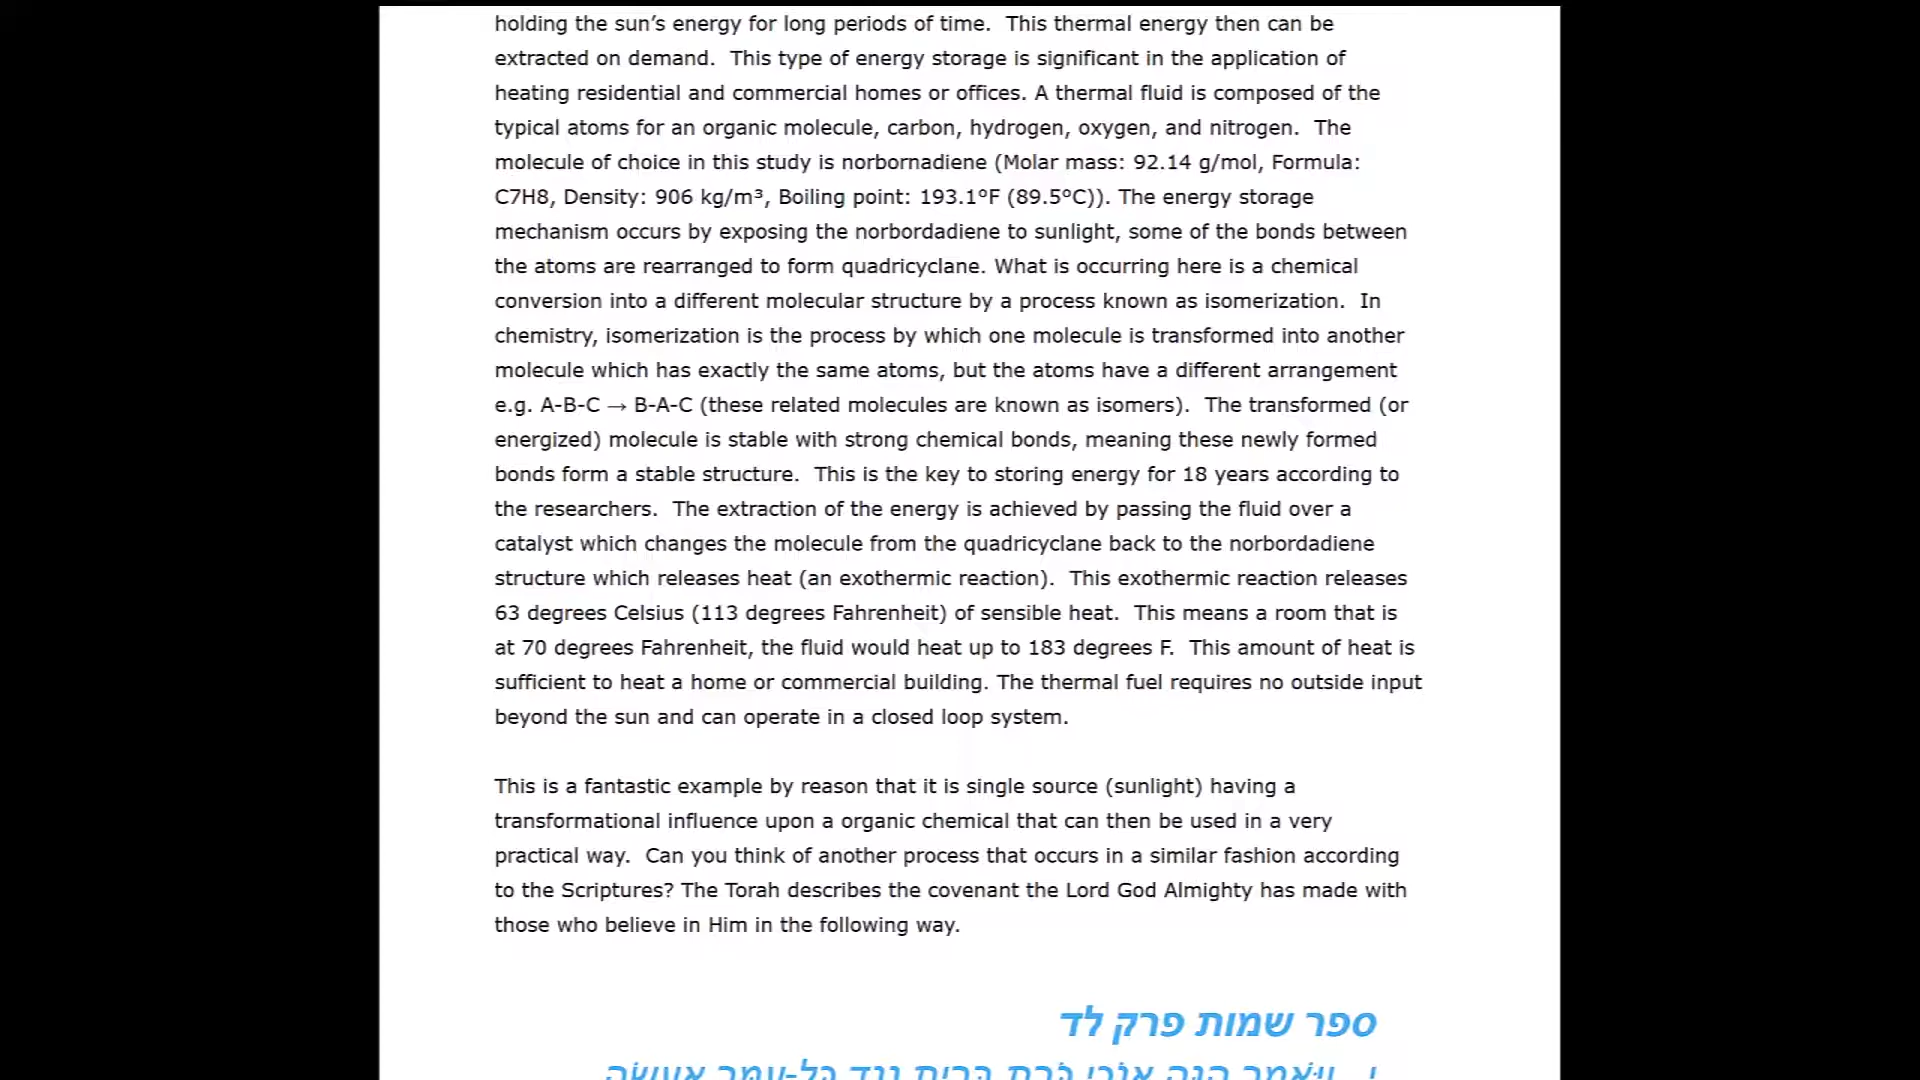 holding the sun’s energy for long periods of time.  This thermal energy then can be
extracted on demand.  This type of energy storage is significant in the application of
heating residential and commercial homes or offices. A thermal fluid is composed of the
typical atoms for an organic molecule, carbon, hydrogen, oxygen, and nitrogen.  The
molecule of choice in this study is norbornadiene (Molar mass: 92.14 g/mol, Formula:
C7H8, Density: 906 kg/m³, Boiling point: 193.1°F (89.5°C)). The energy storage
mechanism occurs by exposing the norbordadiene to sunlight, some of the bonds between
the atoms are rearranged to form quadricyclane. What is occurring here is a chemical
conversion into a different molecular structure by a process known as isomerization.  In
chemistry, isomerization is the process by which one molecule is transformed into another
molecule which has exactly the same atoms, but the atoms have a different arrangement
e.g. A-B-C → B-A-C (these related molecules are known as isomers).  The transformed (or
energized) molecule is stable with strong chemical bonds, meaning these newly formed
bonds form a stable structure.  This is the key to storing energy for 18 years according to
the researchers.  The extraction of the energy is achieved by passing the fluid over a
catalyst which changes the molecule from the quadricyclane back to the norbordadiene
structure which releases heat (an exothermic reaction).  This exothermic reaction releases
63 degrees Celsius (113 degrees Fahrenheit) of sensible heat.  This means a room that is
at 70 degrees Fahrenheit, the fluid would heat up to 183 degrees F.  This amount of heat is
sufficient to heat a home or commercial building. The thermal fuel requires no outside input
beyond the sun and can operate in a closed loop system.
This is a fantastic example by reason that it is single source (sunlight) having a
transformational influence upon a organic chemical that can then be used in a very
practical way.  Can you think of another process that occurs in a similar fashion according
to the Scriptures? The Torah describes the covenant the Lord God Almighty has made with
those who believe in Him in the following way.
ספר שמות פרק לד